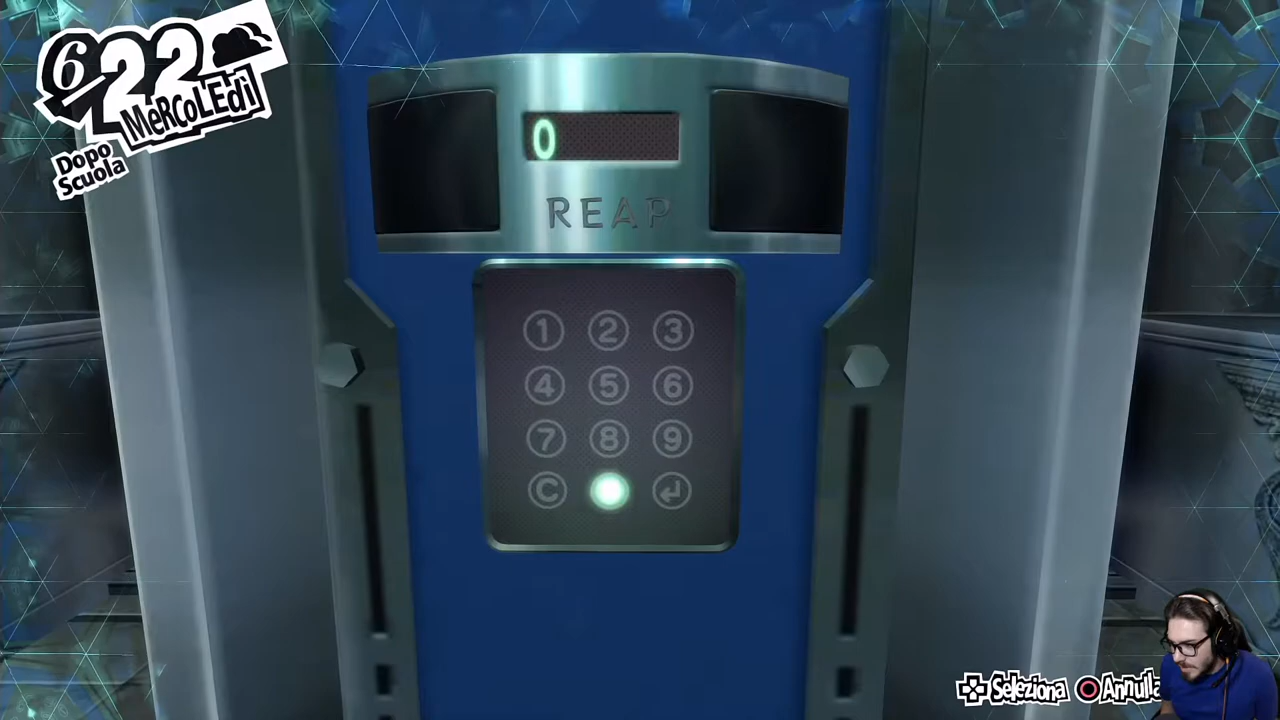 6/22
MeRcoLEdì
Dopo
Scuola
0
REAP
1 2 3
4 5 6
7 8 9
C
Seleziona Annulla